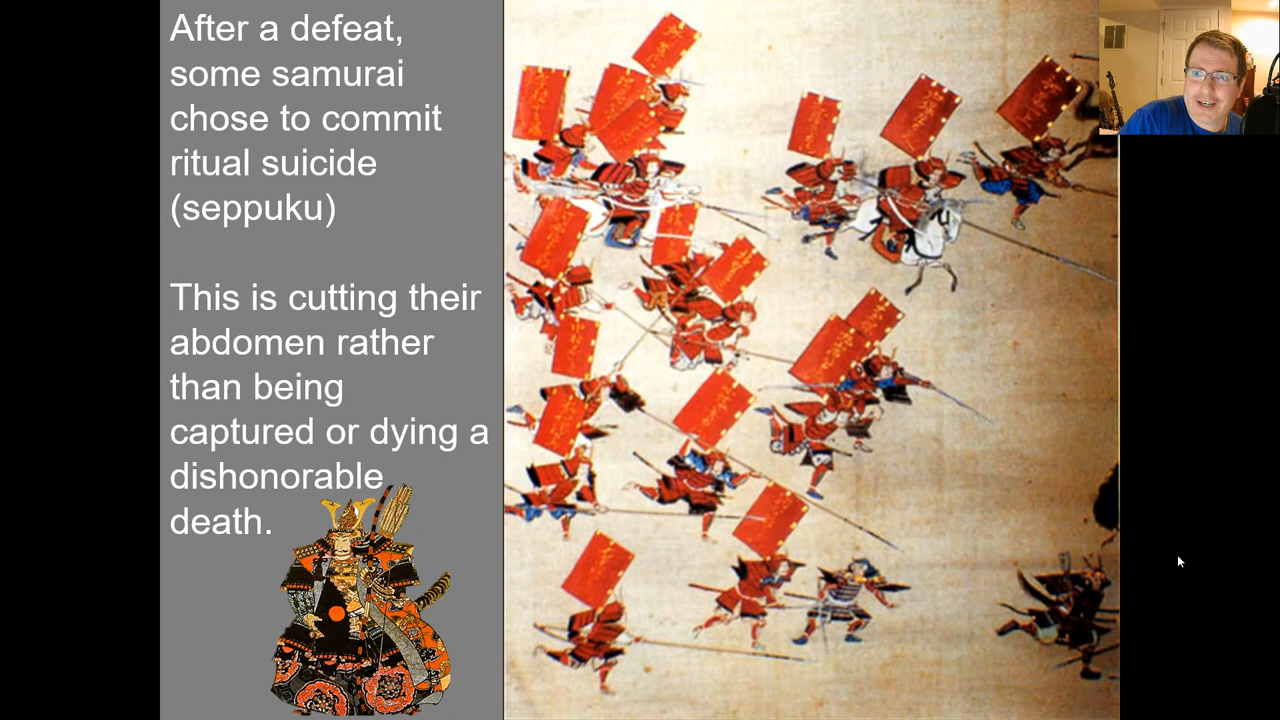 After a defeat,
some samurai
chose to commit
ritual suicide
(seppuku)
This is cutting their
abdomen rather
than being
captured or dying a
dishonorable
death.